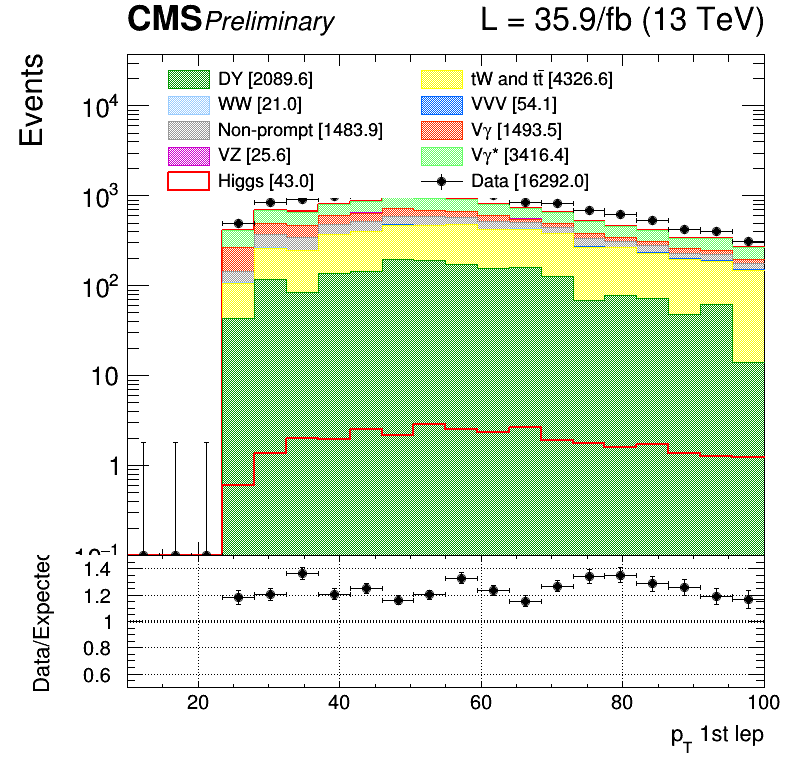 CMS Preliminary L = 35.9/fb (13 TeV)
Events
DY [2089.6] tW and tt̄ [4326.6]
WW [21.0] VVV [54.1]
Non-prompt [1483.9] Vγ [1493.5]
VZ [25.6] Vγ* [3416.4]
Higgs [43.0] Data [16292.0]
10⁴
10³
10²
10
1
10⁻¹
Data/Expected
1.4
1.2
1
0.8
0.6
20 40 60 80 100
p_T 1st lep